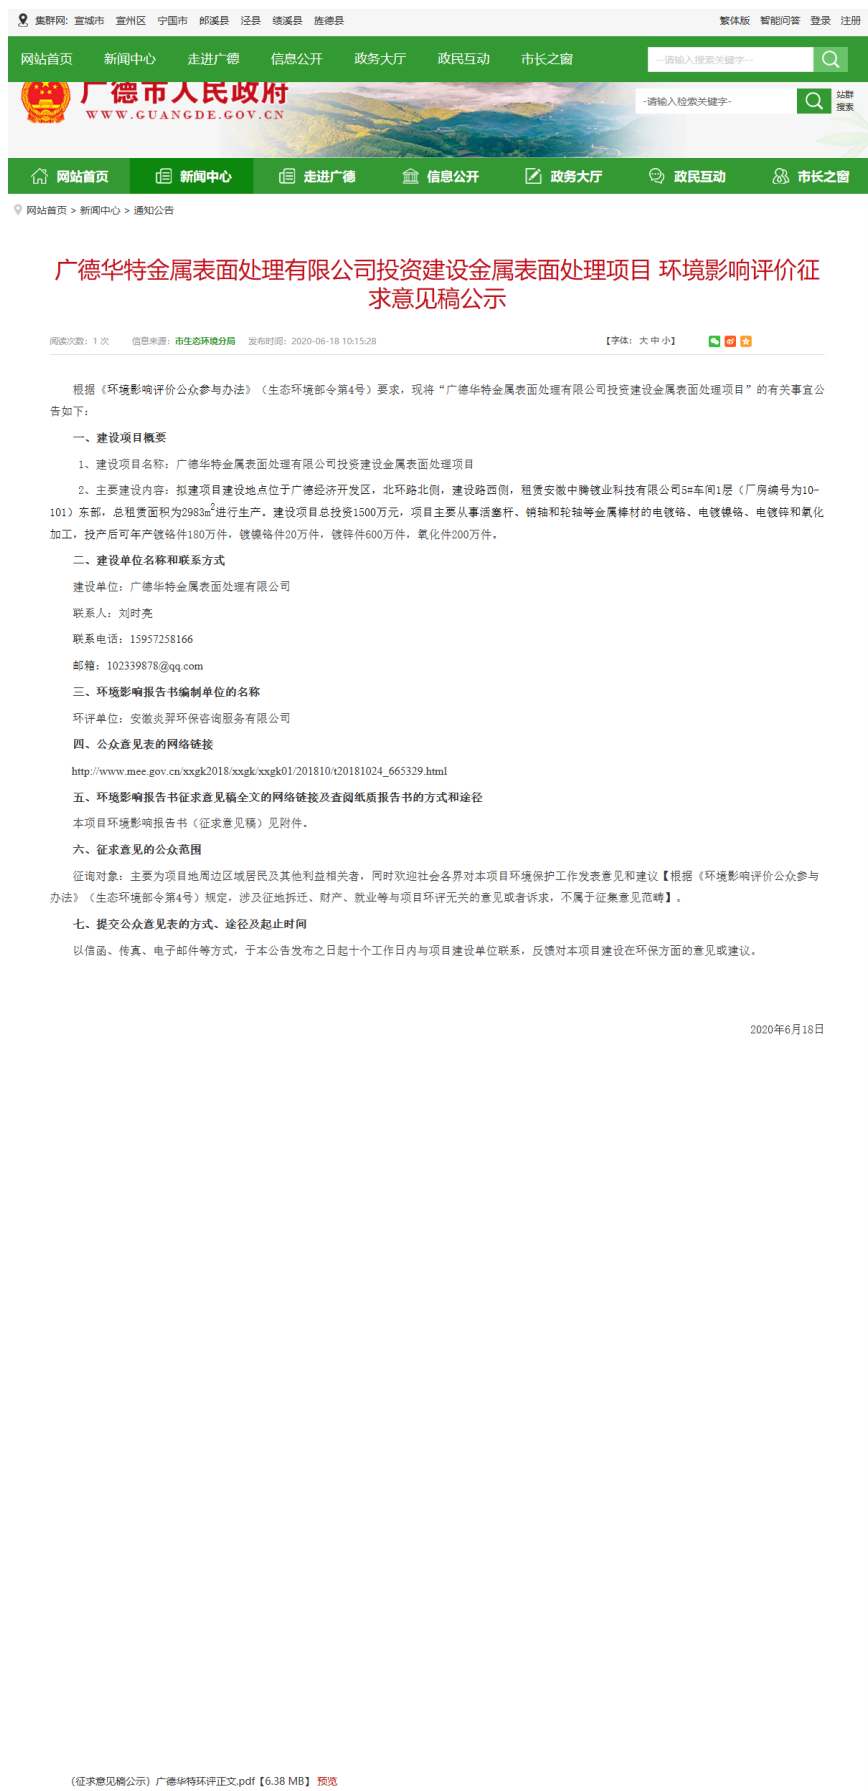 集群网: 宣城市 宣州区 宁国市 郎溪县 泾县 绩溪县 旌德县 繁体版 智能问答 登录 注册
网站首页 新闻中心 走进广德 信息公开 政务大厅 政民互动 市长之窗 --请输入搜索关键字--
广德市人民政府
WWW.GUANGDE.GOV.CN
-请输入检索关键字- 站群
搜索
网站首页 新闻中心 走进广德 信息公开 政务大厅 政民互动 市长之窗
网站首页 > 新闻中心 > 通知公告
广德华特金属表面处理有限公司投资建设金属表面处理项目 环境影响评价征
求意见稿公示
阅读次数: 1 次 信息来源: 市生态环境分局 发布时间: 2020-06-18 10:15:28 【字体: 大 中 小】
根据《环境影响评价公众参与办法》（生态环境部令第4号）要求，现将“广德华特金属表面处理有限公司投资建设金属表面处理项目”的有关事宜公
告如下：
一、建设项目概要
1、建设项目名称：广德华特金属表面处理有限公司投资建设金属表面处理项目
2、主要建设内容：拟建项目建设地点位于广德经济开发区，北环路北侧，建设路西侧，租赁安徽中腾镀业科技有限公司5#车间1层（厂房编号为10-
101）东部，总租赁面积为2983m²进行生产。建设项目总投资1500万元，项目主要从事活塞杆、销轴和轮轴等金属棒材的电镀铬、电镀镍铬、电镀锌和氧化
加工，投产后可年产镀铬件180万件，镀镍铬件20万件，镀锌件600万件，氧化件200万件。
二、建设单位名称和联系方式
建设单位：广德华特金属表面处理有限公司
联系人：刘时亮
联系电话：15957258166
邮箱：102339878@qq.com
三、环境影响报告书编制单位的名称
环评单位：安徽炎羿环保咨询服务有限公司
四、公众意见表的网络链接
http://www.mee.gov.cn/xxgk2018/xxgk/xxgk01/201810/t20181024_665329.html
五、环境影响报告书征求意见稿全文的网络链接及查阅纸质报告书的方式和途径
本项目环境影响报告书（征求意见稿）见附件。
六、征求意见的公众范围
征询对象：主要为项目地周边区域居民及其他利益相关者，同时欢迎社会各界对本项目环境保护工作发表意见和建议【根据《环境影响评价公众参与
办法》（生态环境部令第4号）规定，涉及征地拆迁、财产、就业等与项目环评无关的意见或者诉求，不属于征集意见范畴】。
七、提交公众意见表的方式、途径及起止时间
以信函、传真、电子邮件等方式，于本公告发布之日起十个工作日内与项目建设单位联系，反馈对本项目建设在环保方面的意见或建议。
2020年6月18日
（征求意见稿公示）广德华特环评正文.pdf【6.38 MB】 预览